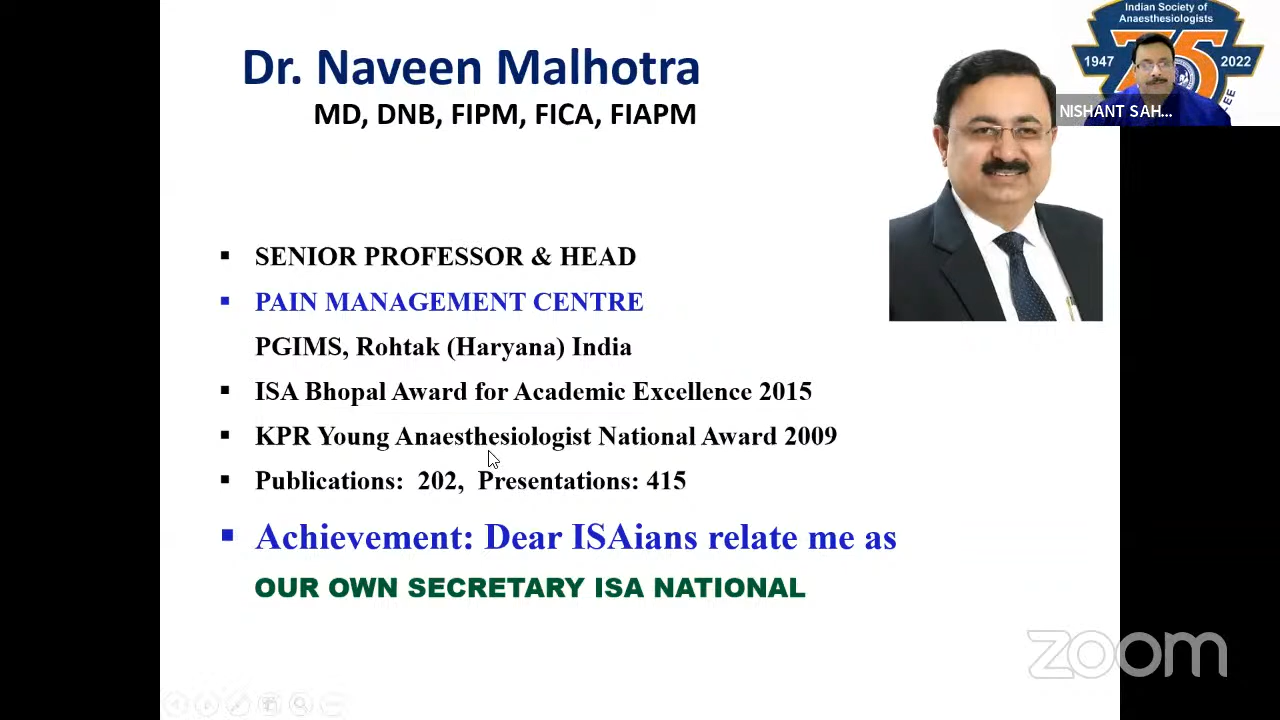 Dr. Naveen Malhotra
MD, DNB, FIPM, FICA, FIAPM
Indian Society of
Anaesthesiologists
75
1947
2022
NISHANT SAH...
▪ SENIOR PROFESSOR & HEAD
▪ PAIN MANAGEMENT CENTRE
PGIMS, Rohtak (Haryana) India
▪ ISA Bhopal Award for Academic Excellence 2015
▪ KPR Young Anaesthesiologist National Award 2009
▪ Publications: 202, Presentations: 415
▪ Achievement: Dear ISAians relate me as
OUR OWN SECRETARY ISA NATIONAL
zoom